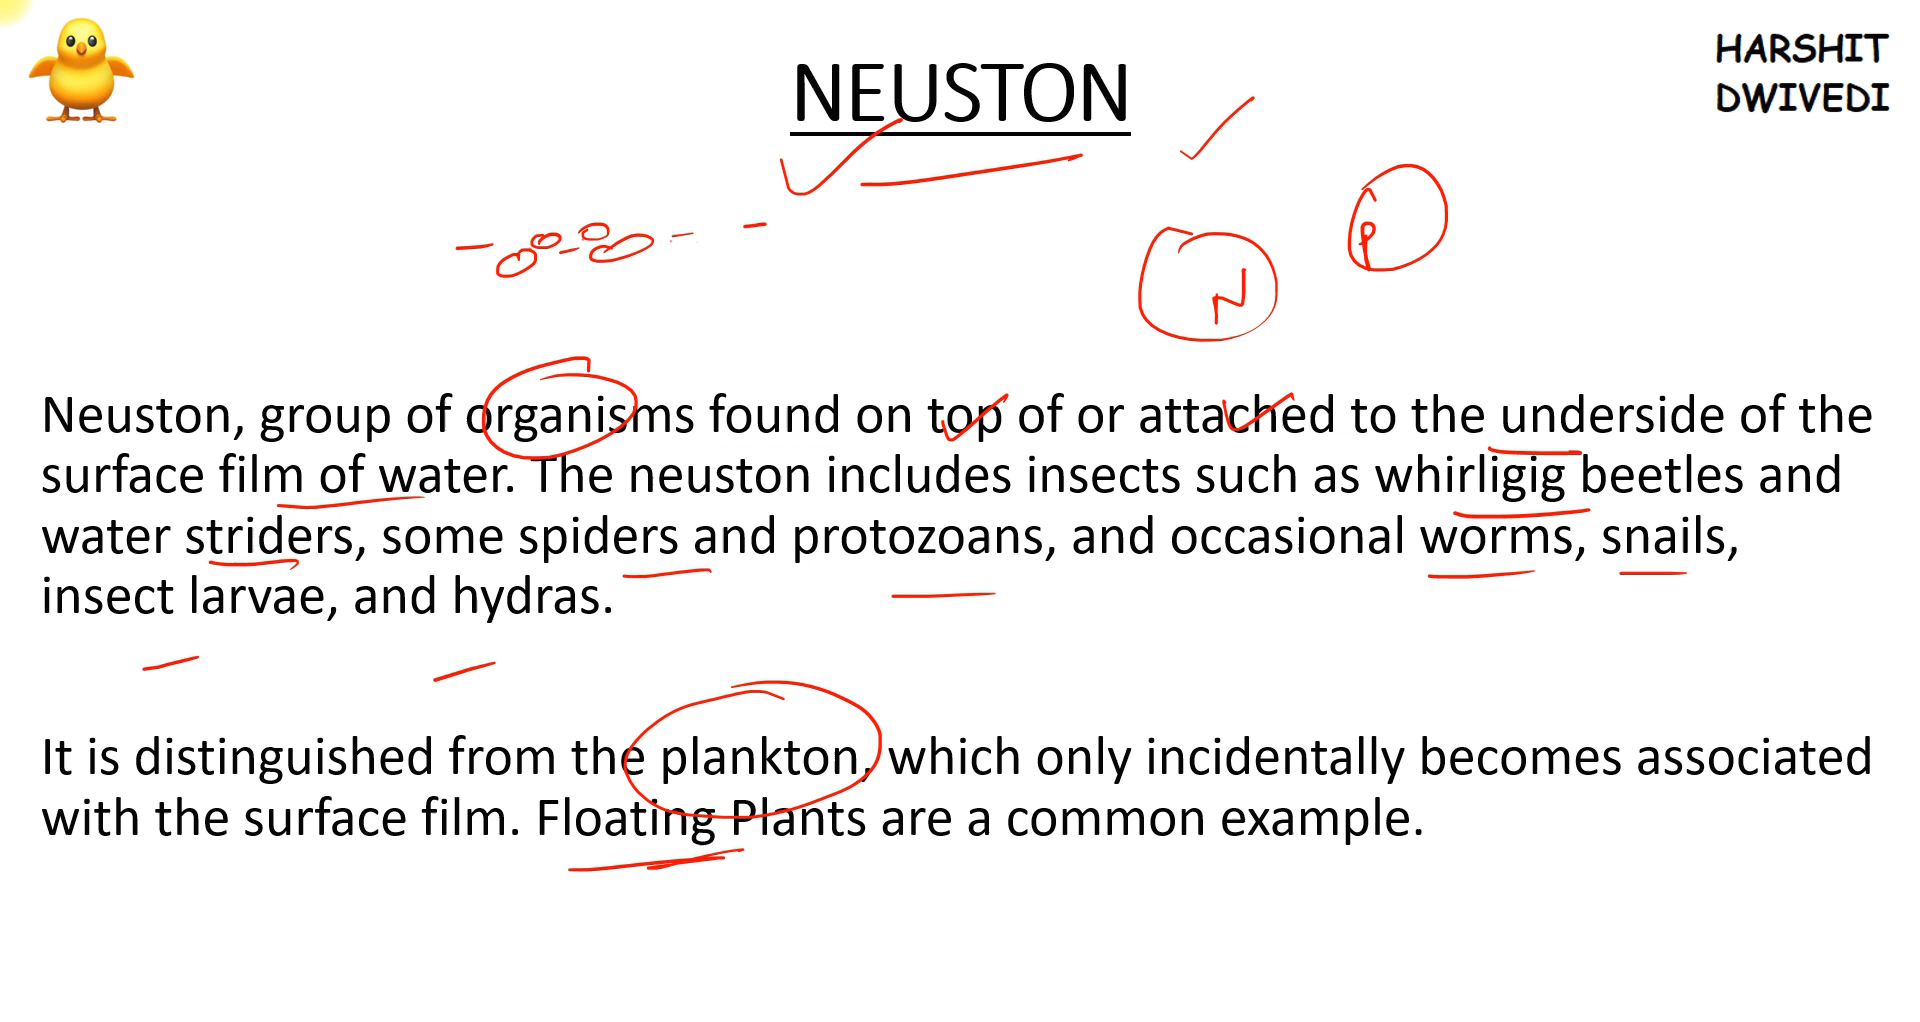 NEUSTON
HARSHIT
DWIVEDI
P
N
Neuston, group of organisms found on top of or attached to the underside of the
surface film of water. The neuston includes insects such as whirligig beetles and
water striders, some spiders and protozoans, and occasional worms, snails,
insect larvae, and hydras.
It is distinguished from the plankton, which only incidentally becomes associated
with the surface film. Floating Plants are a common example.